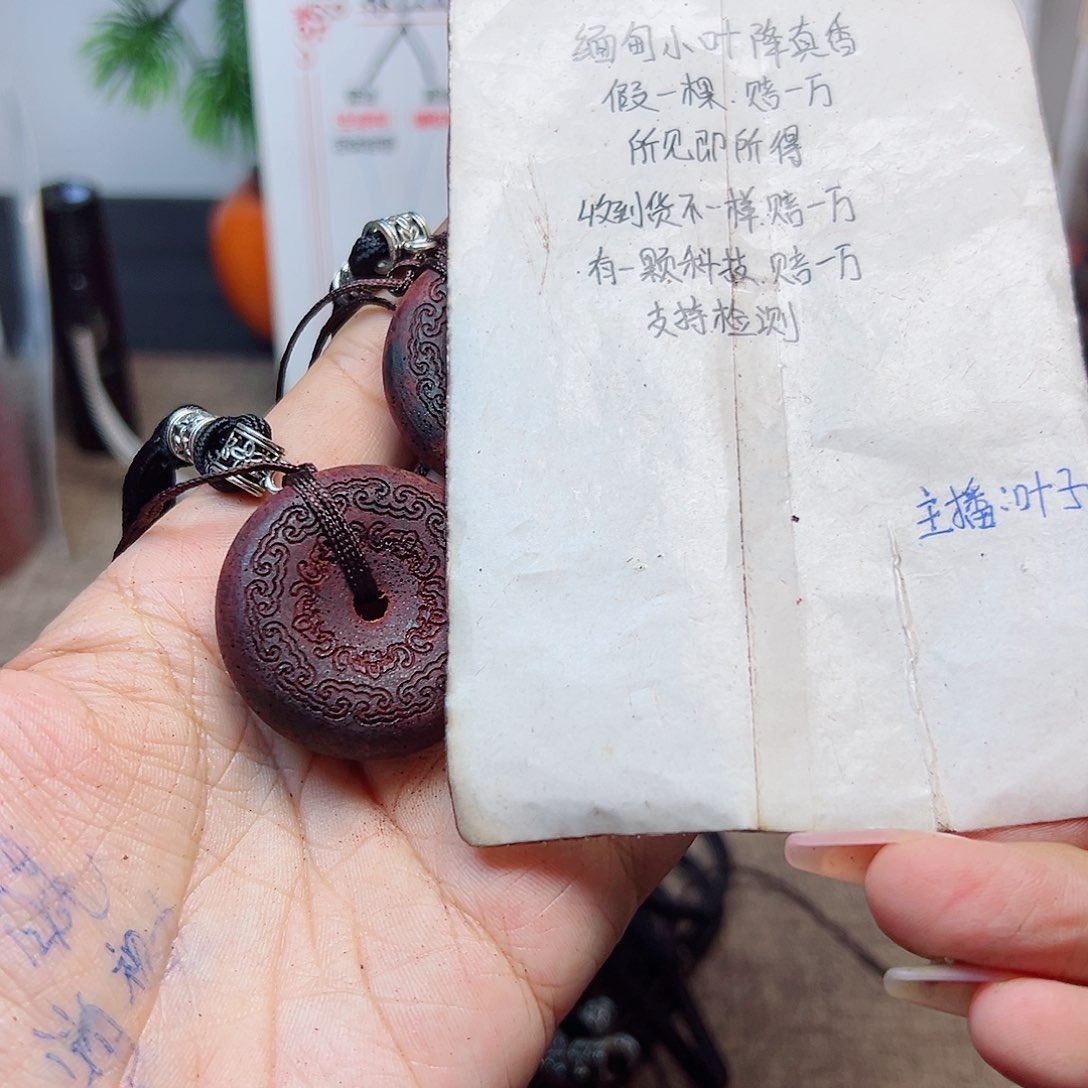 缅甸小叶降真香
假一棵.赔一万
所见即所得
收到货不一样.赔一万
有一颗科技.赔一万
支持检测
主播:叶子